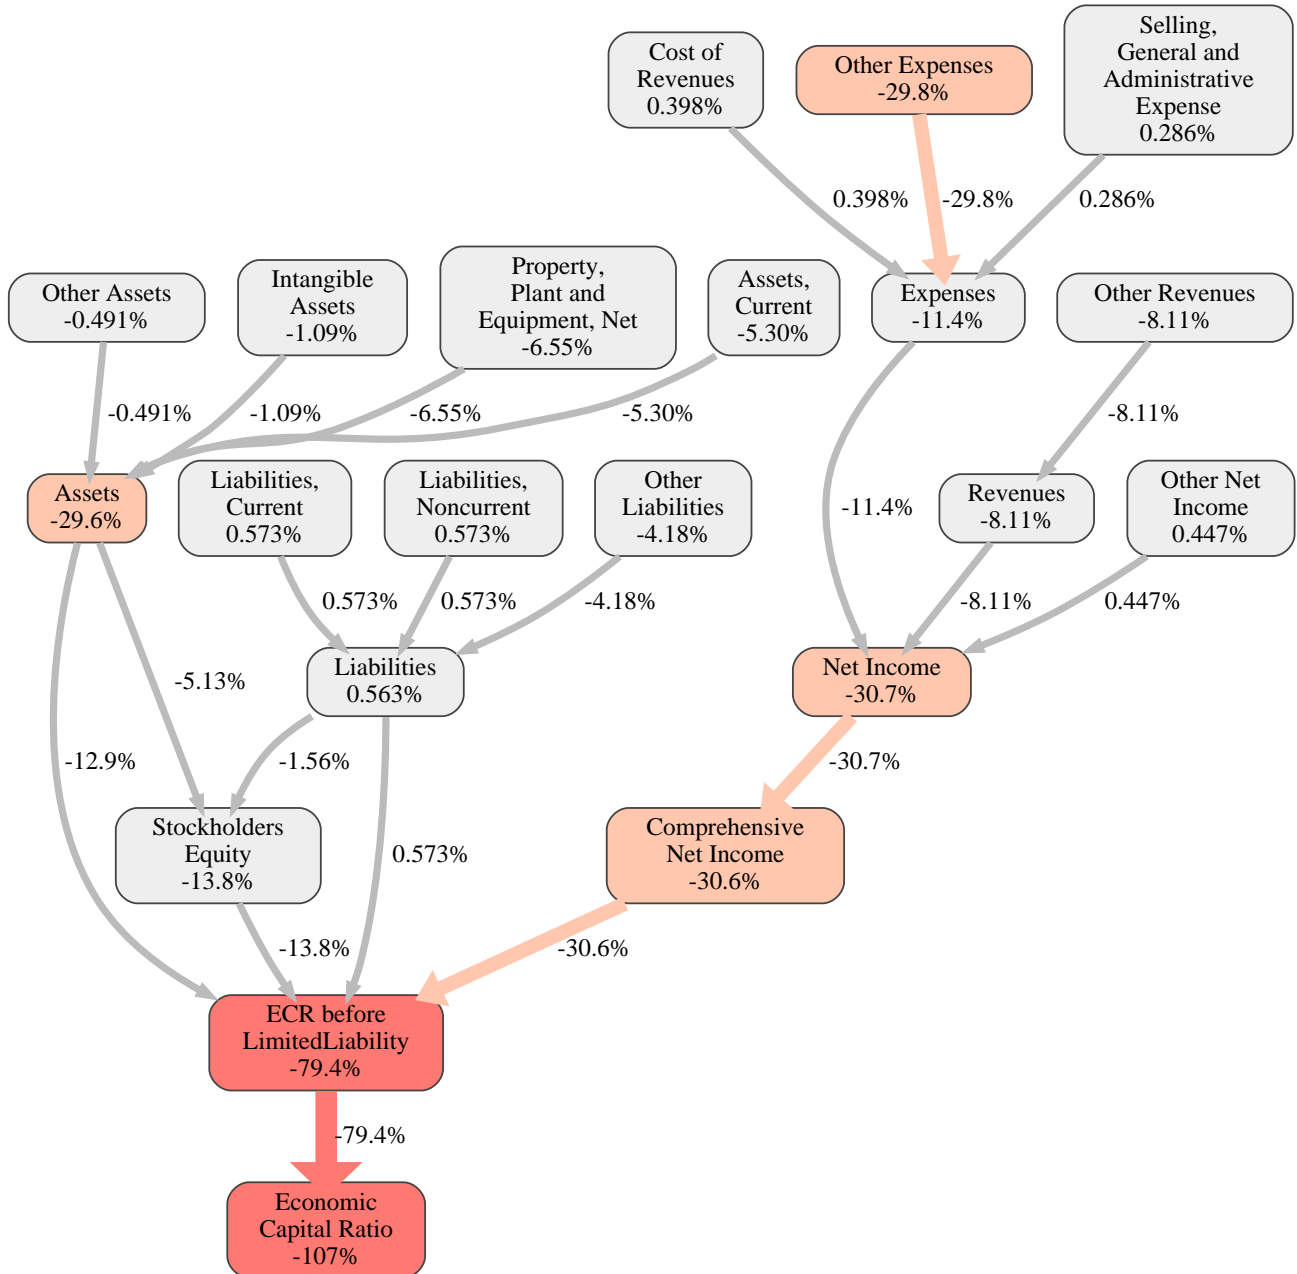 Cost of
Revenues
0.398%
Other Expenses
-29.8%
Selling,
General and
Administrative
Expense
0.286%
0.398%
-29.8%
0.286%
Other Assets
-0.491%
Intangible
Assets
-1.09%
Property,
Plant and
Equipment, Net
-6.55%
Assets,
Current
-5.30%
Expenses
-11.4%
Other Revenues
-8.11%
-0.491%
-1.09%
-6.55%
-5.30%
-8.11%
Assets
-29.6%
Liabilities,
Current
0.573%
Liabilities,
Noncurrent
0.573%
Other
Liabilities
-4.18%
-11.4%
Revenues
-8.11%
Other Net
Income
0.447%
0.573%
0.573%
-4.18%
-8.11%
0.447%
-5.13%
Liabilities
0.563%
Net Income
-30.7%
-12.9%
-1.56%
-30.7%
Stockholders
Equity
-13.8%
0.573%
Comprehensive
Net Income
-30.6%
-13.8%
-30.6%
ECR before
LimitedLiability
-79.4%
-79.4%
Economic
Capital Ratio
-107%